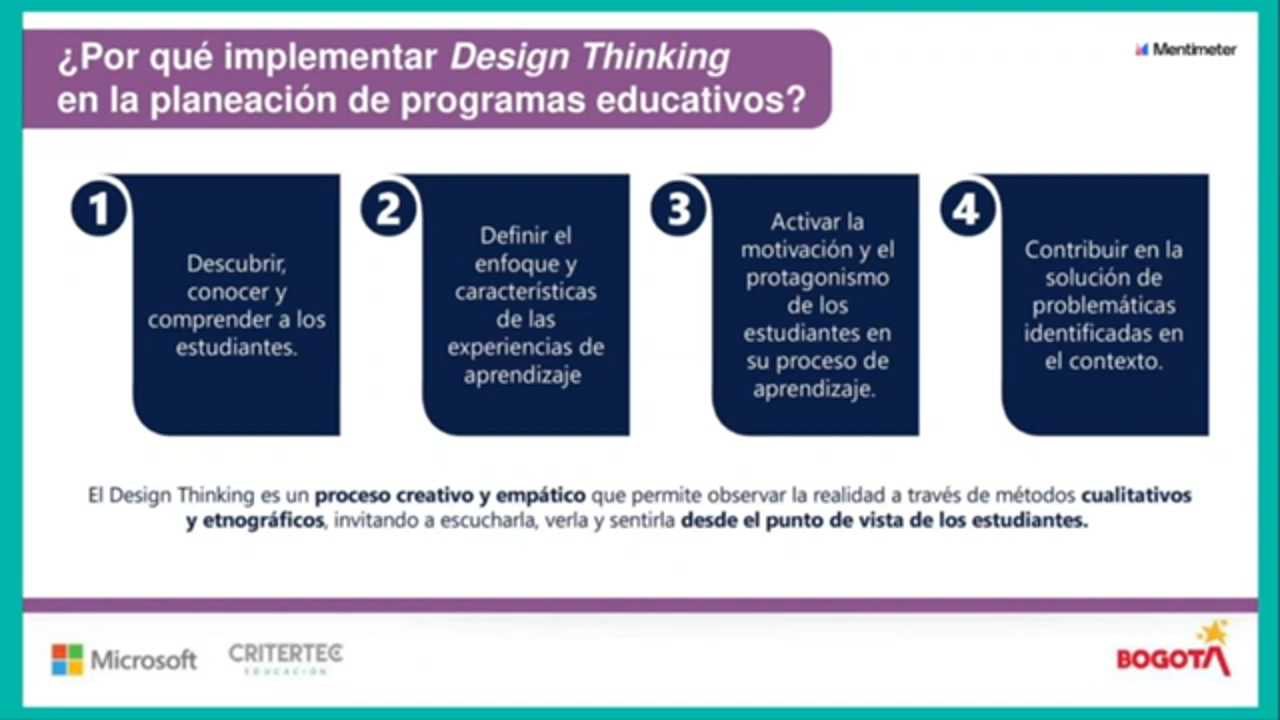 ¿Por qué implementar Design Thinking
en la planeación de programas educativos?
Mentimeter
1
Descubrir,
conocer y
comprender a los
estudiantes.
2
Definir el
enfoque y
características
de las
experiencias de
aprendizaje
3
Activar la
motivación y el
protagonismo
de los
estudiantes en
su proceso de
aprendizaje.
4
Contribuir en la
solución de
problemáticas
identificadas en
el contexto.
El Design Thinking es un proceso creativo y empático que permite observar la realidad a través de métodos cualitativos
y etnográficos, invitando a escucharla, verla y sentirla desde el punto de vista de los estudiantes.
Microsoft
CRITERTEC
EDUCACIÓN
BOGOTÁ